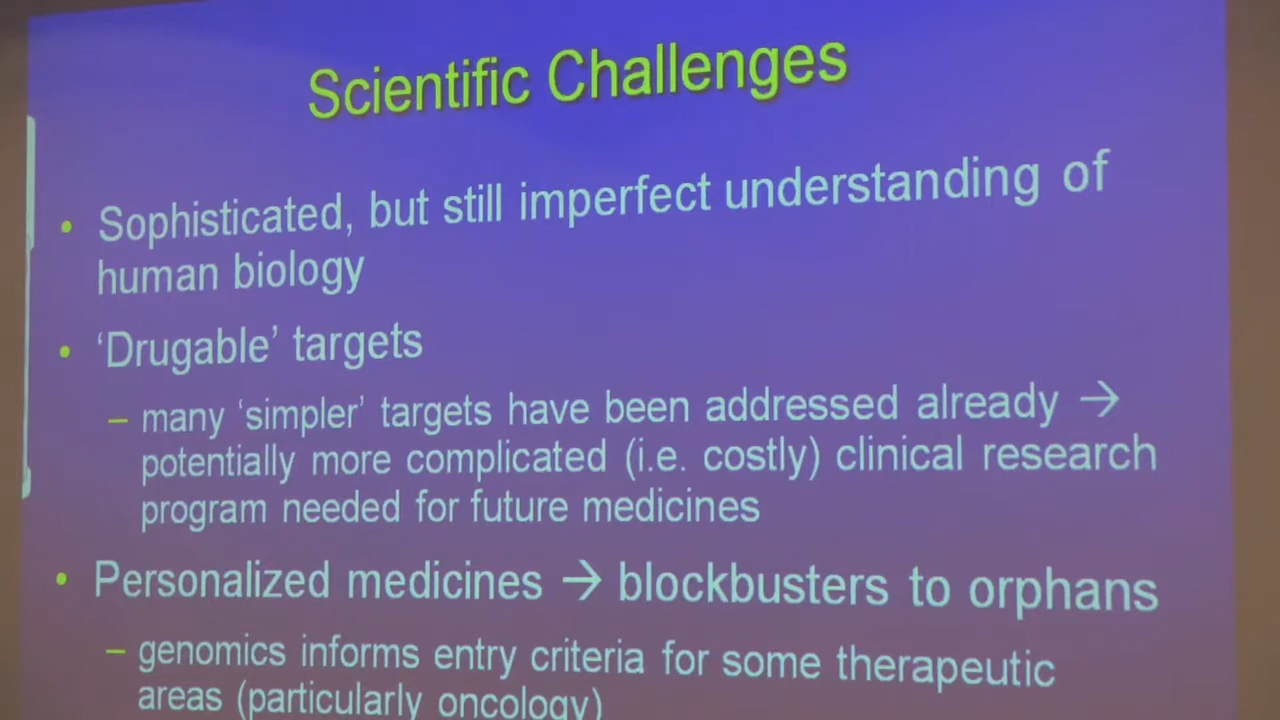 Scientific Challenges
• Sophisticated, but still imperfect understanding of
human biology
• ‘Drugable’ targets
– many ‘simpler’ targets have been addressed already →
potentially more complicated (i.e. costly) clinical research
program needed for future medicines
• Personalized medicines → blockbusters to orphans
– genomics informs entry criteria for some therapeutic
areas (particularly oncology)